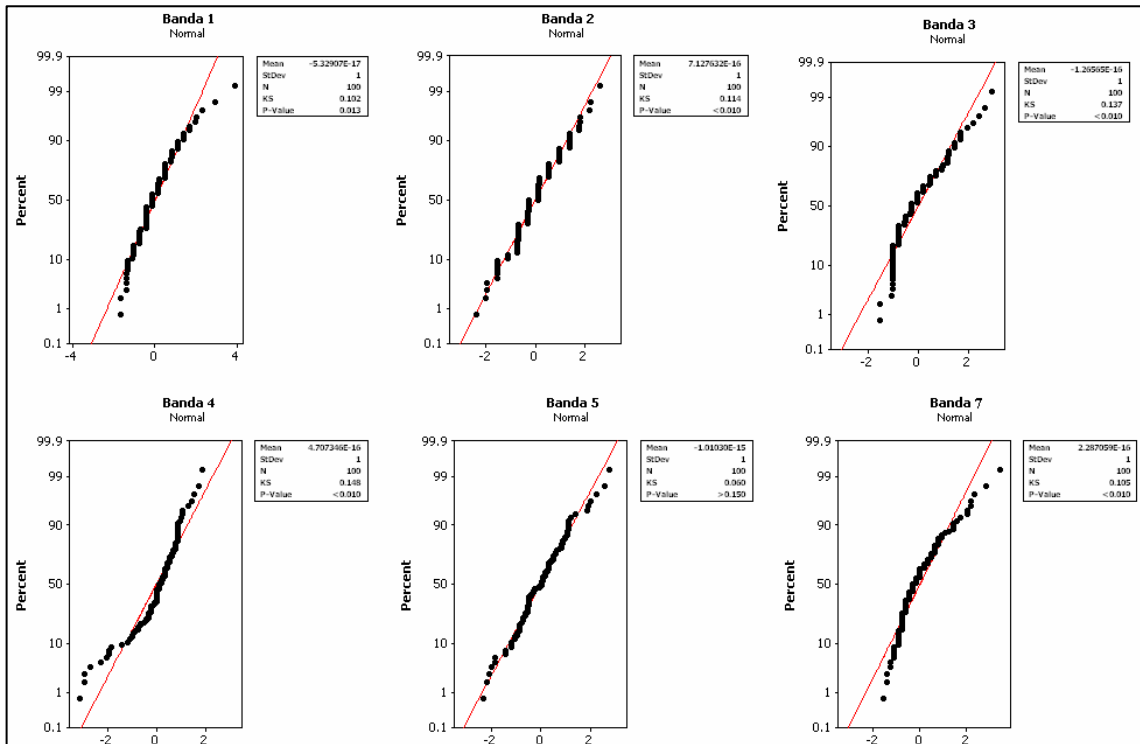 Banda 1
Normal
99.9
99
90
50
10
1
0.1
Percent
-4
0
4
Mean -5.32907E-17
StDev 1
N 100
KS 0.102
P-Value 0.013
Banda 2
Normal
99.9
99
90
50
10
1
0.1
Percent
-2
0
2
Mean 7.127632E-16
StDev 1
N 100
KS 0.114
P-Value <0.010
Banda 3
Normal
99.9
99
90
50
10
1
0.1
Percent
-2
0
2
Mean -1.26565E-16
StDev 1
N 100
KS 0.137
P-Value <0.010
Banda 4
Normal
99.9
99
90
50
10
1
0.1
Percent
-2
0
2
Mean 4.707346E-16
StDev 1
N 100
KS 0.148
P-Value <0.010
Banda 5
Normal
99.9
99
90
50
10
1
0.1
Percent
-2
0
2
Mean -1.01030E-15
StDev 1
N 100
KS 0.060
P-Value >0.150
Banda 7
Normal
99.9
99
90
50
10
1
0.1
Percent
-2
0
2
Mean 2.287059E-16
StDev 1
N 100
KS 0.105
P-Value <0.010